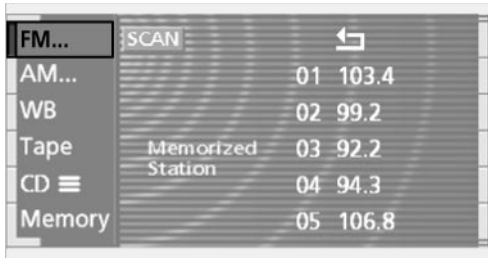 FM...
SCAN
AM...
01 103.4
WB
02 99.2
Tape
Memorized
Station
03 92.2
CD
04 94.3
Memory
05 106.8